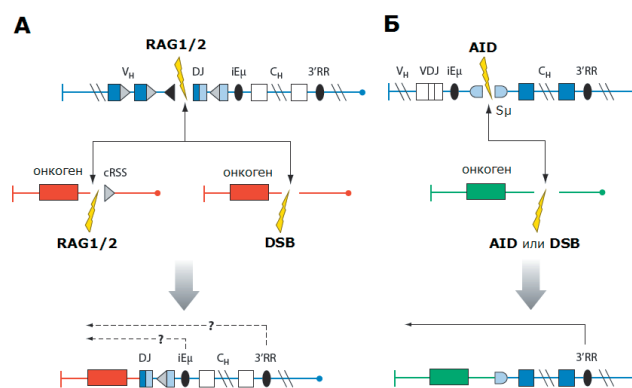 А
Б
RAG1/2
AID
VH DJ iEμ CH 3'RR
VH VDJ iEμ CH 3'RR
Sμ
онкоген cRSS
онкоген
онкоген
RAG1/2
DSB
AID или DSB
?
?
DJ iEμ CH 3'RR
3'RR